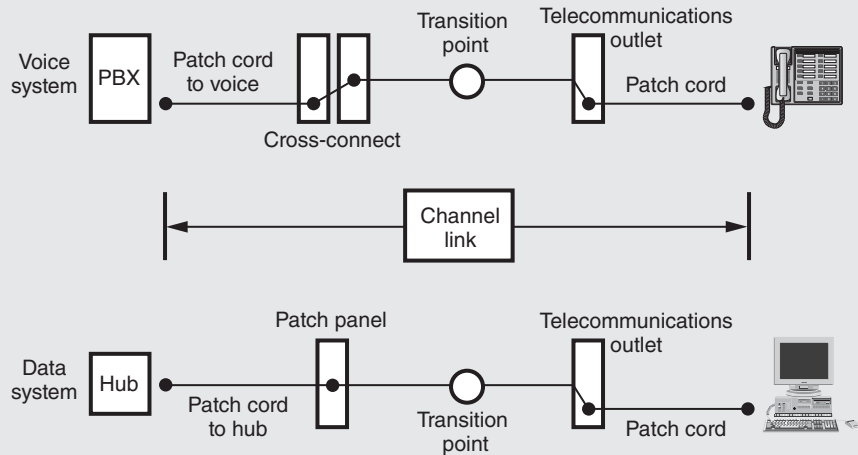 Voice
system
PBX
Patch cord
to voice
Cross-connect
Transition
point
Telecommunications
outlet
Patch cord
Channel
link
Data
system
Hub
Patch cord
to hub
Patch panel
Transition
point
Telecommunications
outlet
Patch cord